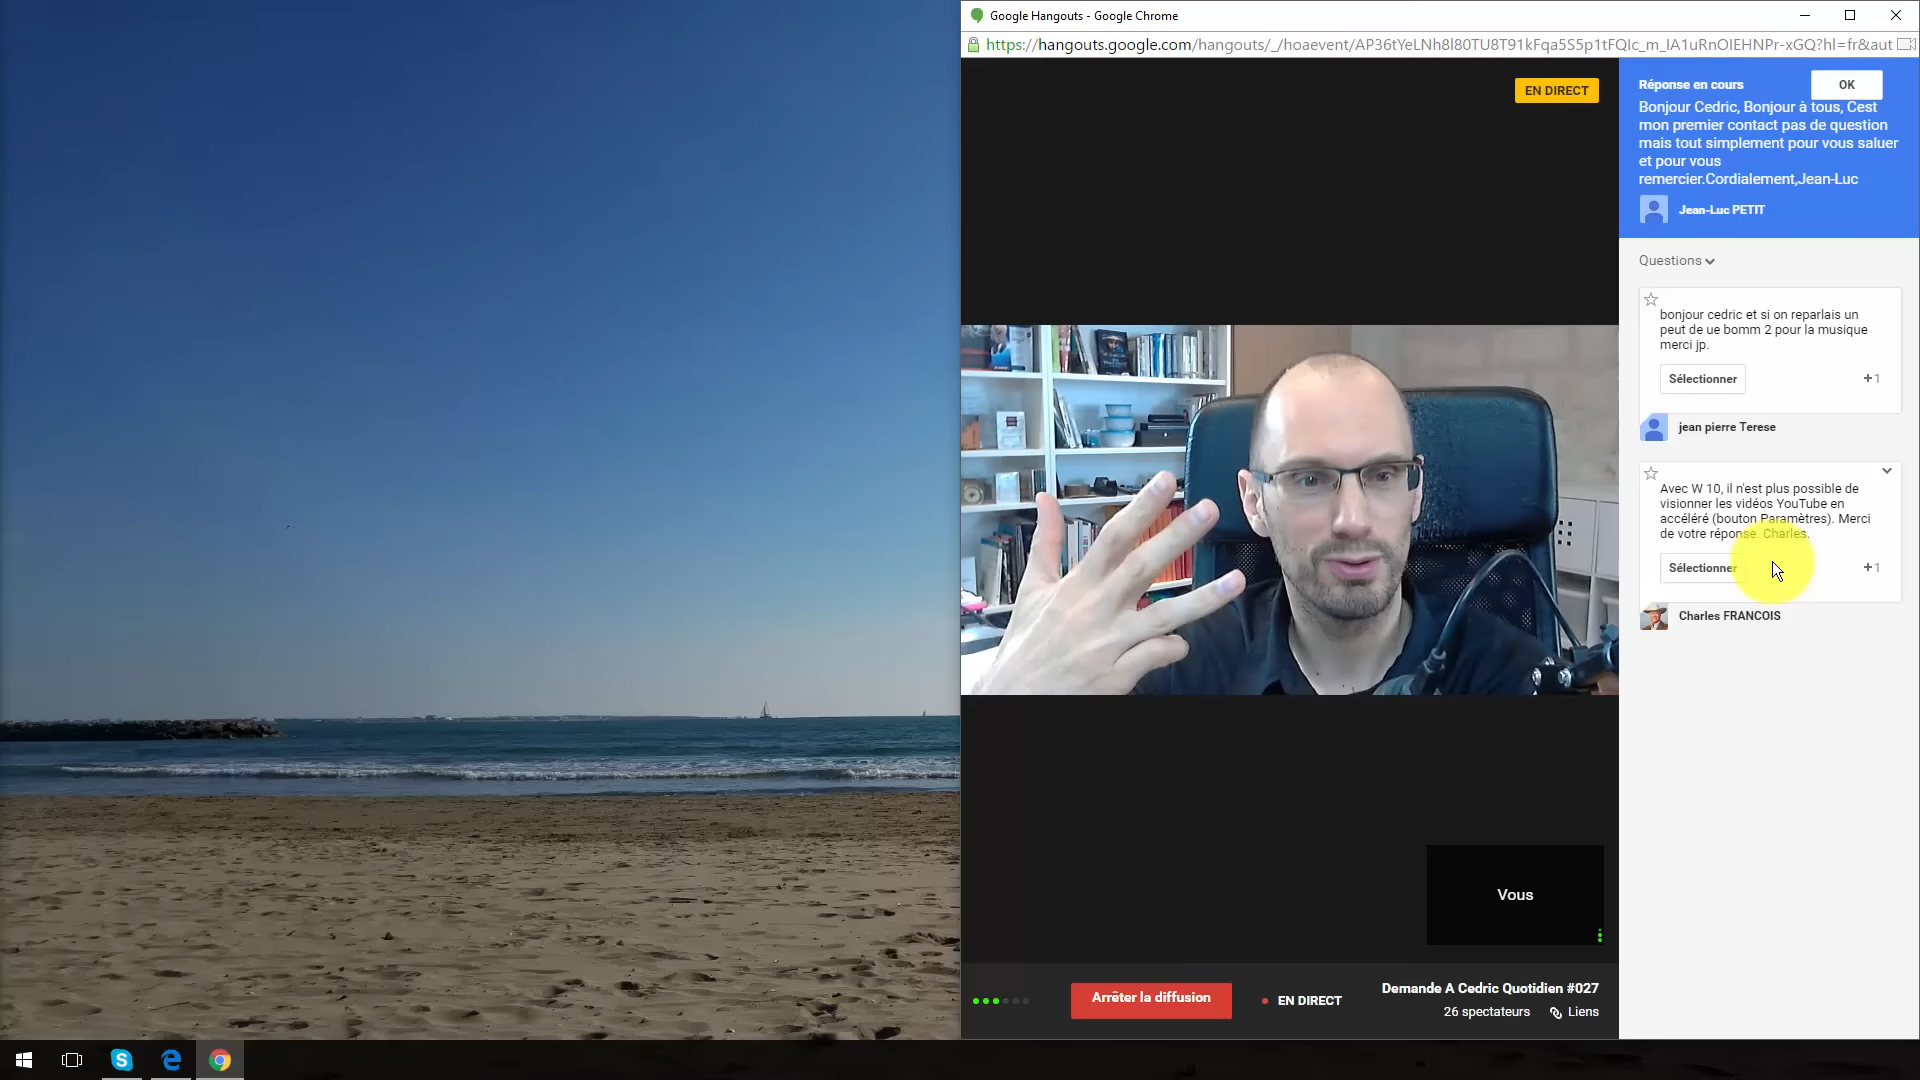 Google Hangouts - Google Chrome
https://hangouts.google.com/hangouts/_/hoaevent/AP36tYeLNh8l80TU8T91kFqa5S5p1tFQIc_m_IA1uRnOIEHNPr-xGQ?hl=fr&aut
EN DIRECT
Réponse en cours
OK
Bonjour Cedric, Bonjour à tous, Cest
mon premier contact pas de question
mais tout simplement pour vous saluer
et pour vous
remercier.Cordialement,Jean-Luc
Jean-Luc PETIT
Questions
bonjour cedric et si on reparlais un
peut de ue bomm 2 pour la musique
merci jp.
Sélectionner
+1
jean pierre Terese
Avec W 10, il n'est plus possible de
visionner les vidéos YouTube en
accéléré (bouton Paramètres). Merci
de votre réponse. Charles.
Sélectionner
+1
Charles FRANCOIS
Vous
Arrêter la diffusion
EN DIRECT
Demande A Cedric Quotidien #027
26 spectateurs
Liens